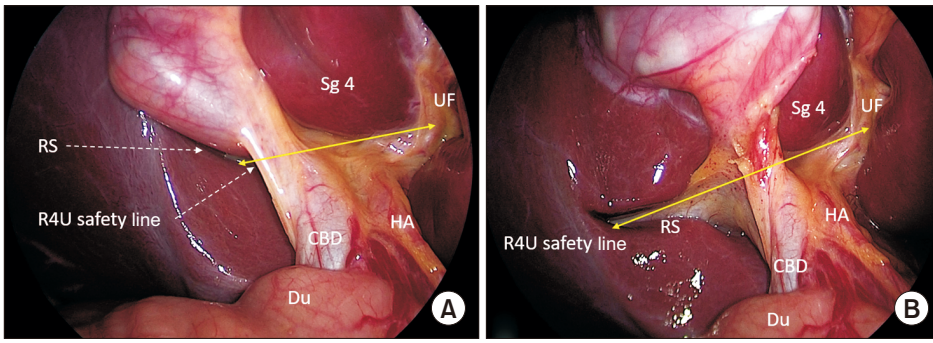 Sg 4
UF
RS
R4U safety line
HA
CBD
Du
A
Sg 4
UF
RS
HA
R4U safety line
CBD
Du
B